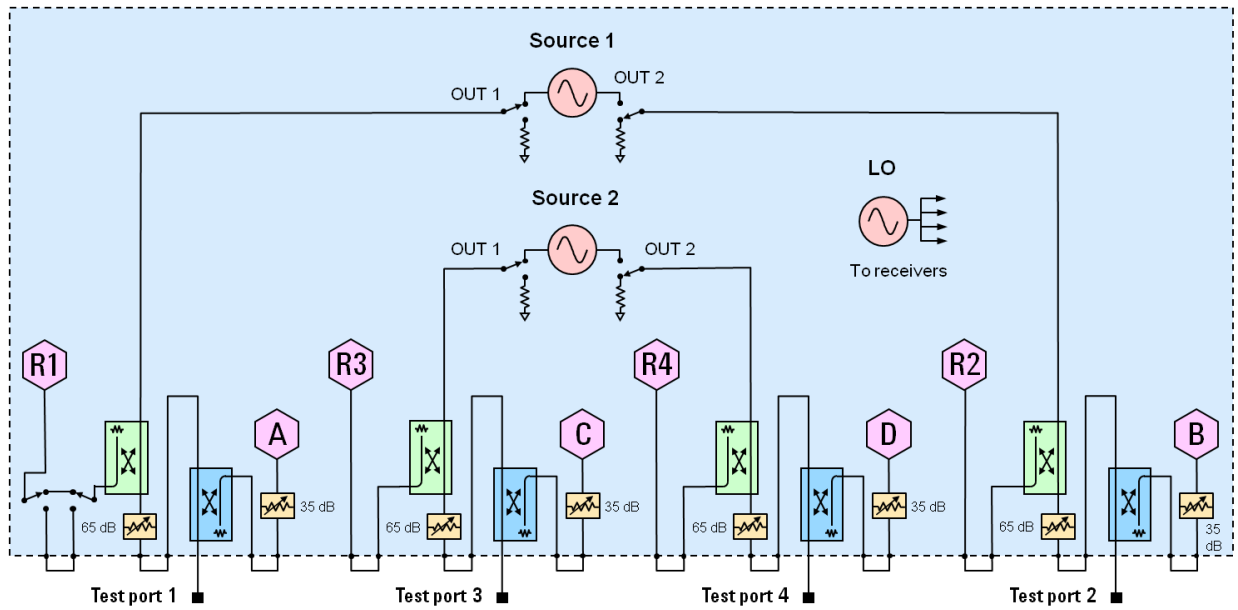 Source 1
OUT 1
OUT 2
LO
Source 2
OUT 1
OUT 2
To receivers
R1
R3
R4
R2
A
C
D
B
65 dB
35 dB
65 dB
35 dB
65 dB
35 dB
65 dB
35
dB
Test port 1
Test port 3
Test port 4
Test port 2